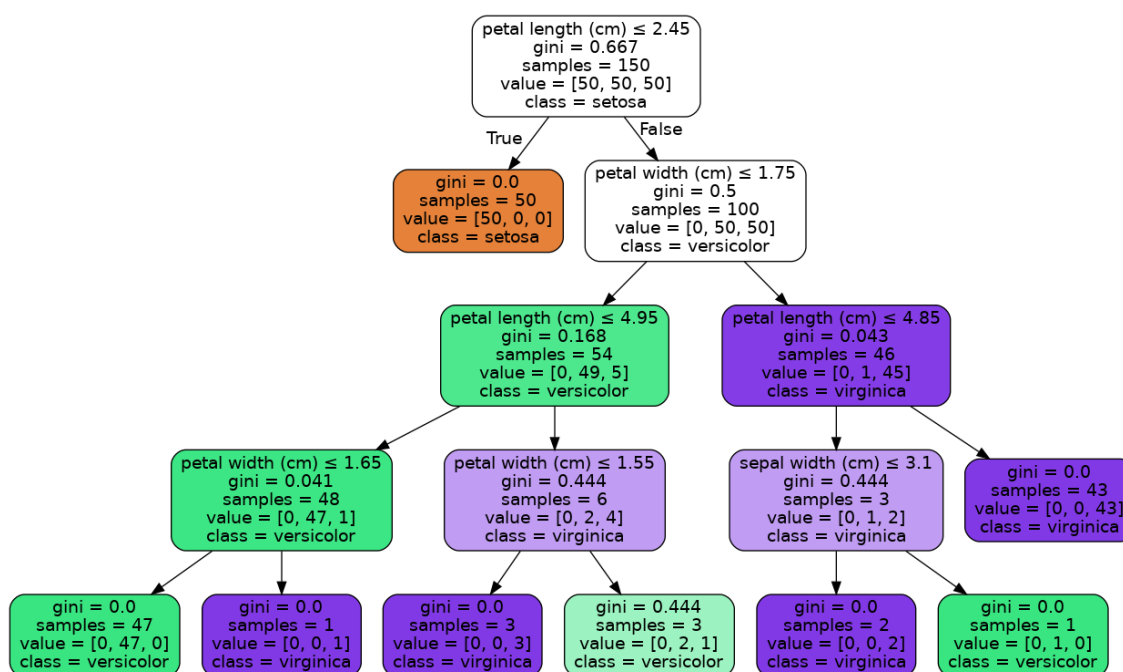 petal length (cm) ≤ 2.45
gini = 0.667
samples = 150
value = [50, 50, 50]
class = setosa
True
False
gini = 0.0
samples = 50
value = [50, 0, 0]
class = setosa
petal width (cm) ≤ 1.75
gini = 0.5
samples = 100
value = [0, 50, 50]
class = versicolor
petal length (cm) ≤ 4.95
gini = 0.168
samples = 54
value = [0, 49, 5]
class = versicolor
petal length (cm) ≤ 4.85
gini = 0.043
samples = 46
value = [0, 1, 45]
class = virginica
petal width (cm) ≤ 1.65
gini = 0.041
samples = 48
value = [0, 47, 1]
class = versicolor
petal width (cm) ≤ 1.55
gini = 0.444
samples = 6
value = [0, 2, 4]
class = virginica
sepal width (cm) ≤ 3.1
gini = 0.444
samples = 3
value = [0, 1, 2]
class = virginica
gini = 0.0
samples = 43
value = [0, 0, 43]
class = virginica
gini = 0.0
samples = 47
value = [0, 47, 0]
class = versicolor
gini = 0.0
samples = 1
value = [0, 0, 1]
class = virginica
gini = 0.0
samples = 3
value = [0, 0, 3]
class = virginica
gini = 0.444
samples = 3
value = [0, 2, 1]
class = versicolor
gini = 0.0
samples = 2
value = [0, 0, 2]
class = virginica
gini = 0.0
samples = 1
value = [0, 1, 0]
class = versicolor